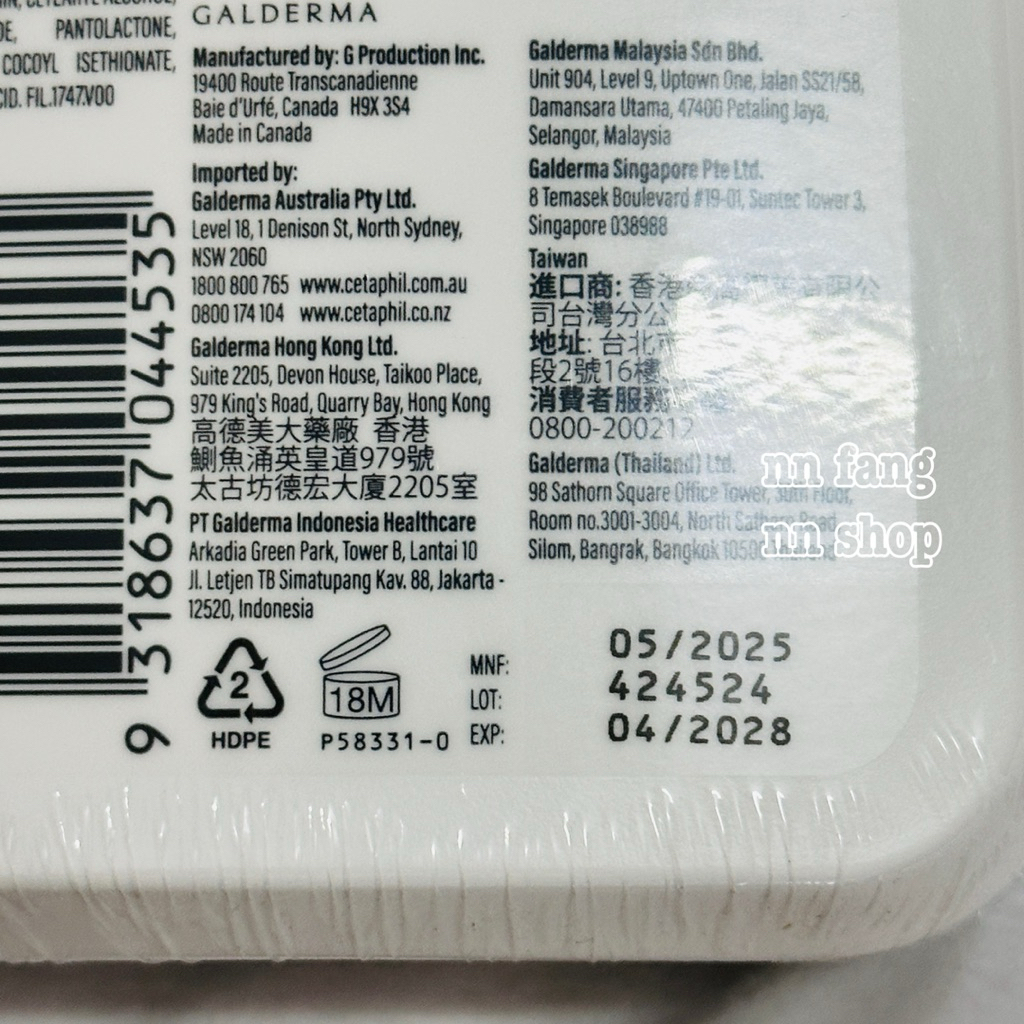 PANTOLACTONE,
COCOYL ISETHIONATE,
FIL.1747.V00
9 318637 044535
GALDERMA
Manufactured by: G Production Inc.
19400 Route Transcanadienne
Baie d'Urfé, Canada H9X 3S4
Made in Canada
Imported by:
Galderma Australia Pty Ltd.
Level 18, 1 Denison St, North Sydney,
NSW 2060
1800 800 765 www.cetaphil.com.au
0800 174 104 www.cetaphil.co.nz
Galderma Hong Kong Ltd.
Suite 2205, Devon House, Taikoo Place,
979 King's Road, Quarry Bay, Hong Kong
高德美大藥廠 香港
鰂魚涌英皇道979號
太古坊德宏大廈2205室
PT Galderma Indonesia Healthcare
Arkadia Green Park, Tower B, Lantai 10
Jl. Letjen TB Simatupang Kav. 88, Jakarta -
12520, Indonesia
Galderma Malaysia Sdn Bhd.
Unit 904, Level 9, Uptown One, Jalan SS21/58,
Damansara Utama, 47400 Petaling Jaya,
Selangor, Malaysia
Galderma Singapore Pte Ltd.
8 Temasek Boulevard #19-01, Suntec Tower 3,
Singapore 038988
Taiwan
進口商: 香港
司台灣分公
地址: 台北市
段2號16樓
消費者服務
0800-200212
Galderma (Thailand) Ltd.
98 Sathorn Square Office Tower, 30th Floor,
Room no.3001-3004, North Sathorn Road,
Silom, Bangrak, Bangkok 10500
nn fang
nn shop
2
HDPE
18M
P58331-0
MNF: 05/2025
LOT: 424524
EXP: 04/2028